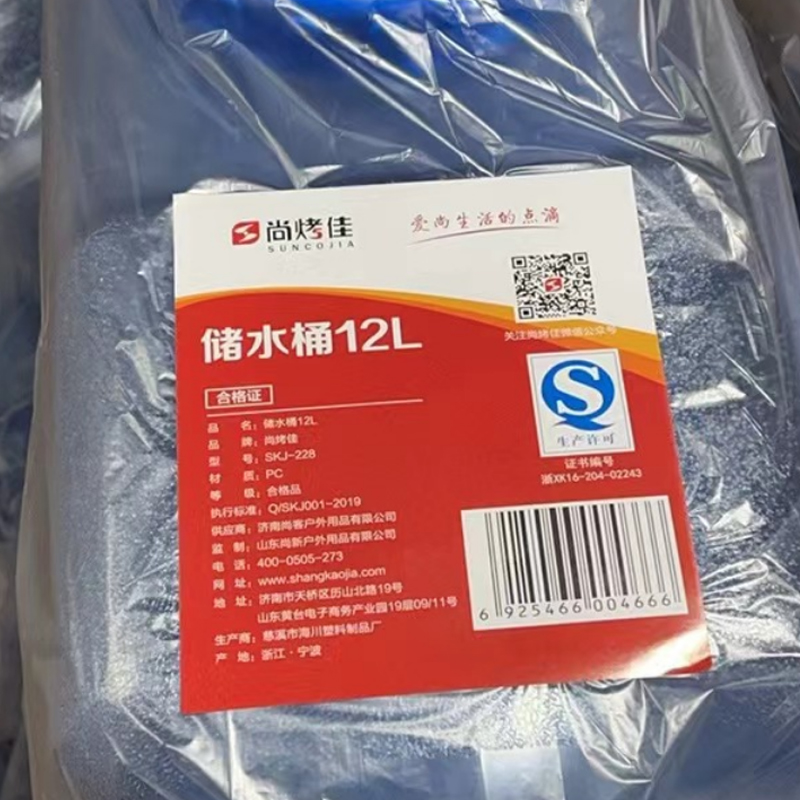 尚烤佳
SUNCOJIA
爱尚生活的点滴
关注尚烤佳微信公众号
储水桶12L
合格证
品 名：储水桶12L
品 牌：尚烤佳
型 号：SKJ-228
材 质：PC
等 级：合格品
执行标准：Q/SKJ001-2019
供应商：济南尚客户外用品有限公司
监 制：山东尚新户外用品有限公司
电 话：400-0505-273
网 址：www.shangkaojia.com
地 址：济南市天桥区历山北路19号
山东黄台电子商务产业园19层09/11号
生产商：慈溪市海川塑料制品厂
产 地：浙江·宁波
生产许可
证书编号
浙XK16-204-02243
6 925466 004666